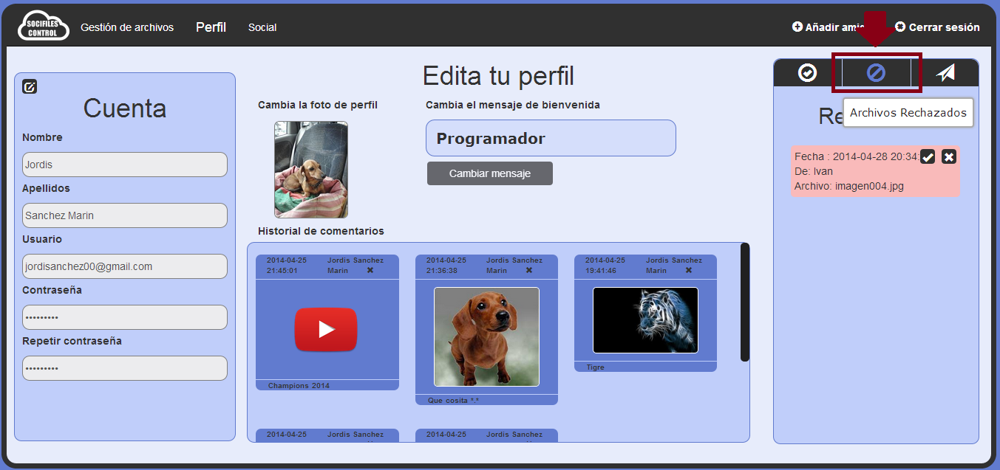 SOCIFILES
CONTROL
Gestión de archivos
Perfil
Social
Añadir
Cerrar sesión
Cuenta
Nombre
Jordis
Apellidos
Sanchez Marin
Usuario
jordisanchez00@gmail.com
Contraseña
•••••••••
Repetir contraseña
•••••••••
Edita tu perfil
Cambia la foto de perfil
Cambia el mensaje de bienvenida
Programador
Cambiar mensaje
Historial de comentarios
2014-04-25 Jordis Sanchez
21:45:01 Marin
Champions 2014
2014-04-25 Jordis Sanchez
21:36:38 Marin
Que cosita *.*
2014-04-25 Jordis Sanchez
19:41:46 Marin
Tigre
2014-04-25 Jordis Sanchez
2014-04-25 Jordis Sanchez
Archivos Rechazados
Fecha : 2014-04-28 20:34:
De: Ivan
Archivo: imagen004.jpg